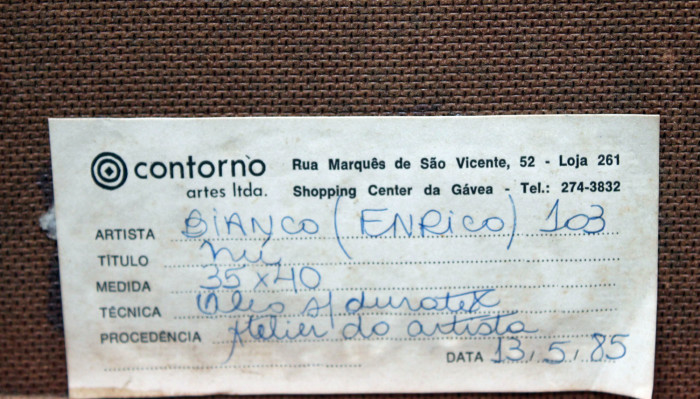 contorno Rua Marquês de São Vicente, 52 - Loja 261
artes ltda. Shopping Center da Gávea - Tel.: 274-3832
ARTISTA BIANCO (ENRICO) 103
TÍTULO nú
MEDIDA 35 x 40
TÉCNICA Óleo s/ duratex
PROCEDÊNCIA Atelier do artista
DATA 13.5.85